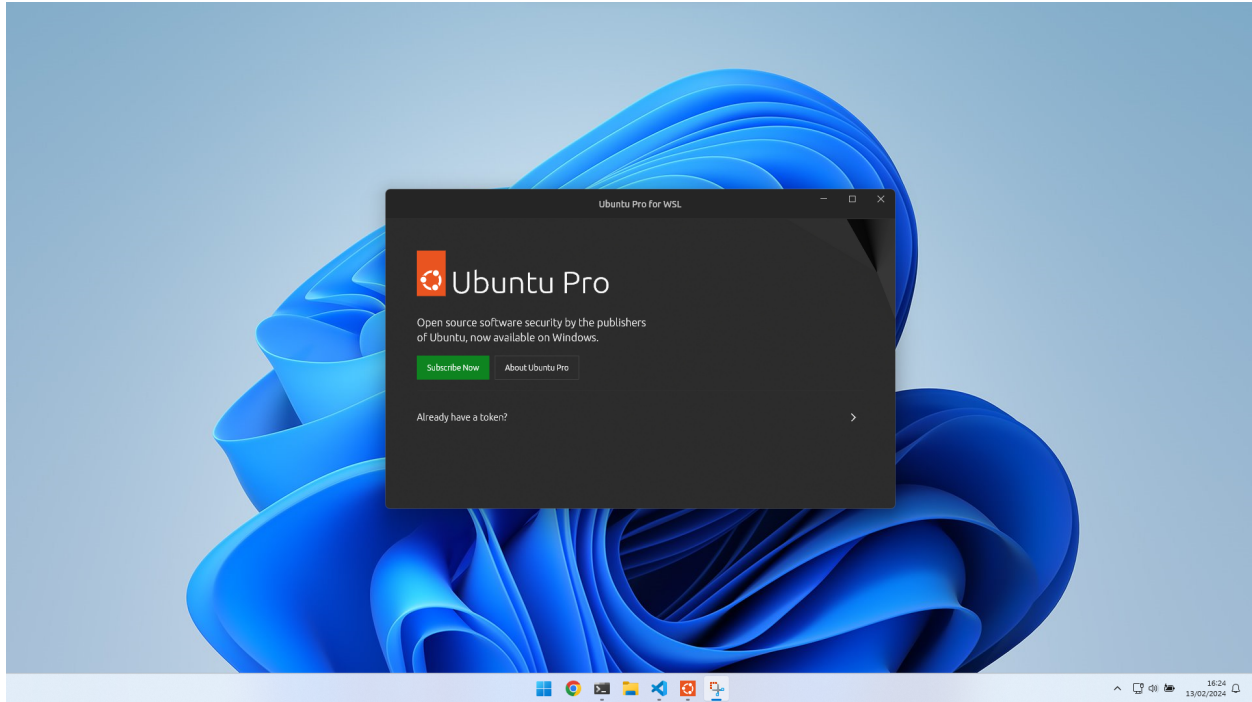 Ubuntu Pro for WSL
Ubuntu Pro
Open source software security by the publishers
of Ubuntu, now available on Windows.
Subscribe Now
About Ubuntu Pro
Already have a token?
16:24
13/02/2024